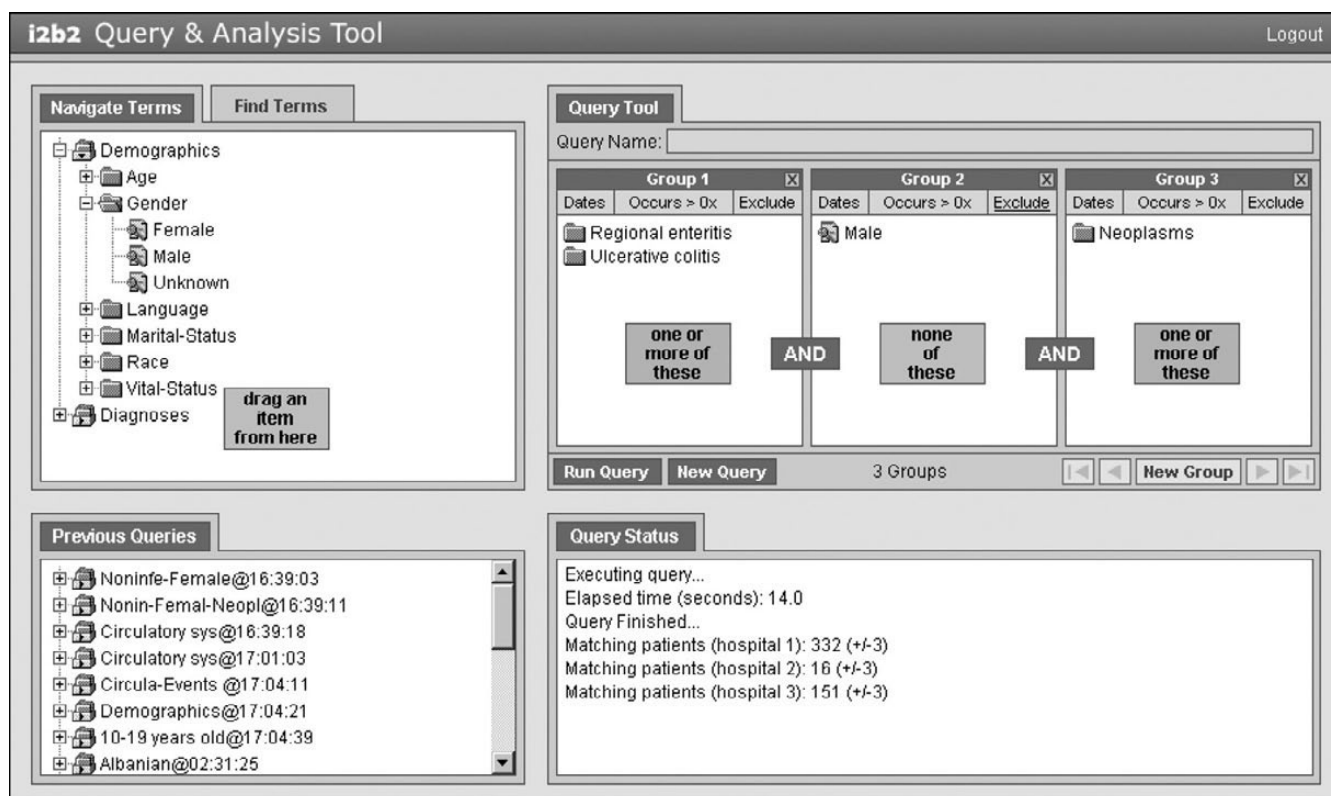 i2b2 Query & Analysis Tool
Logout
Navigate Terms
Find Terms
Demographics
Age
Gender
Female
Male
Unknown
Language
Marital-Status
Race
Vital-Status
Diagnoses
drag an
item
from here
Query Tool
Query Name:
Group 1
Dates Occurs > 0x Exclude
Regional enteritis
Ulcerative colitis
one or
more of
these
AND
Group 2
Dates Occurs > 0x Exclude
Male
none
of
these
AND
Group 3
Dates Occurs > 0x Exclude
Neoplasms
one or
more of
these
Run Query New Query 3 Groups New Group
Previous Queries
Noninfe-Female@16:39:03
Nonin-Femal-Neopl@16:39:11
Circulatory sys@16:39:18
Circulatory sys@17:01:03
Circula-Events @17:04:11
Demographics@17:04:21
10-19 years old@17:04:39
Albanian@02:31:25
Query Status
Executing query...
Elapsed time (seconds): 14.0
Query Finished...
Matching patients (hospital 1): 332 (+/-3)
Matching patients (hospital 2): 16 (+/-3)
Matching patients (hospital 3): 151 (+/-3)